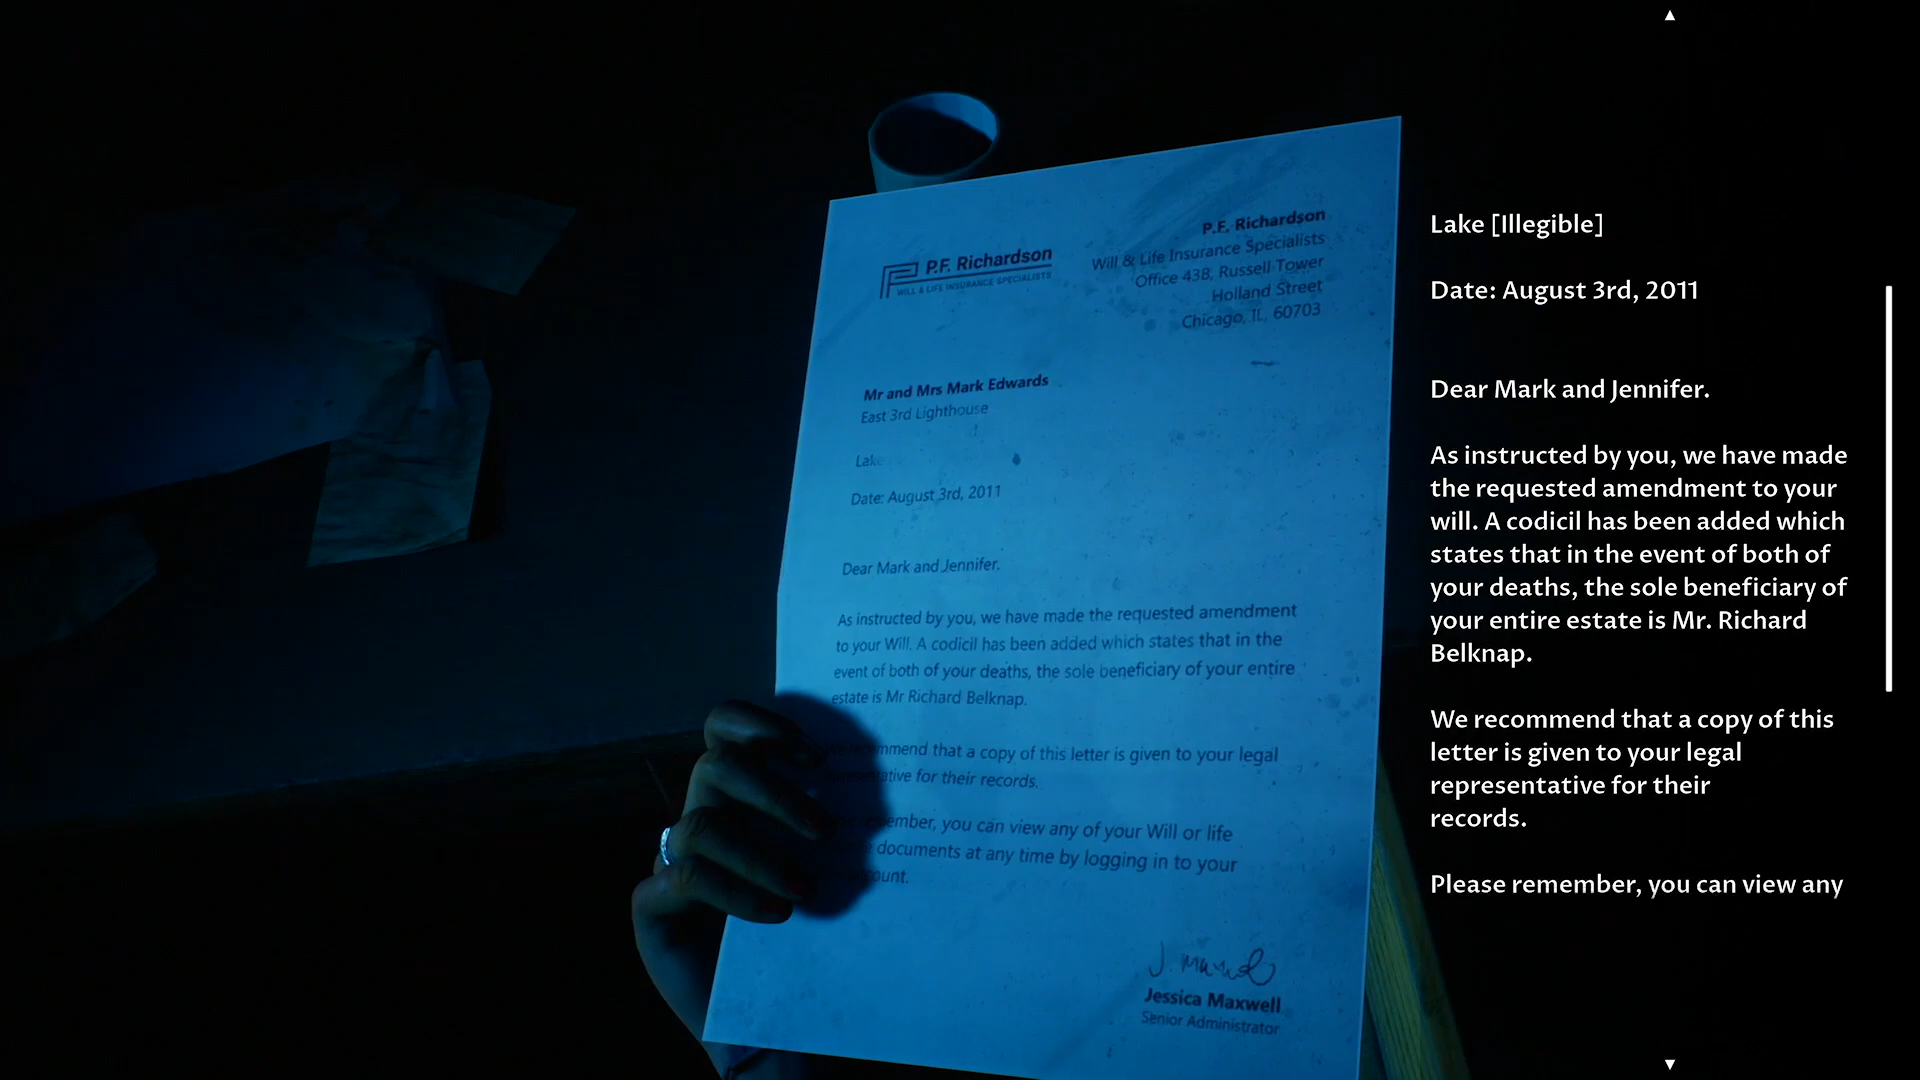 P.F. Richardson
WILL & LIFE INSURANCE SPECIALISTS
P.F. Richardson
Will & Life Insurance Specialists
Office 438, Russell Tower
Holland Street
Chicago, IL, 60703
Mr and Mrs Mark Edwards
East 3rd Lighthouse
Lake
Date: August 3rd, 2011
Dear Mark and Jennifer.
As instructed by you, we have made the requested amendment
to your Will. A codicil has been added which states that in the
event of both of your deaths, the sole beneficiary of your entire
estate is Mr Richard Belknap.
recommend that a copy of this letter is given to your legal
representative for their records.
remember, you can view any of your Will or life
documents at any time by logging in to your
account.
J. Maxwell
Jessica Maxwell
Senior Administrator
Lake [Illegible]
Date: August 3rd, 2011
Dear Mark and Jennifer.
As instructed by you, we have made
the requested amendment to your
will. A codicil has been added which
states that in the event of both of
your deaths, the sole beneficiary of
your entire estate is Mr. Richard
Belknap.
We recommend that a copy of this
letter is given to your legal
representative for their
records.
Please remember, you can view any